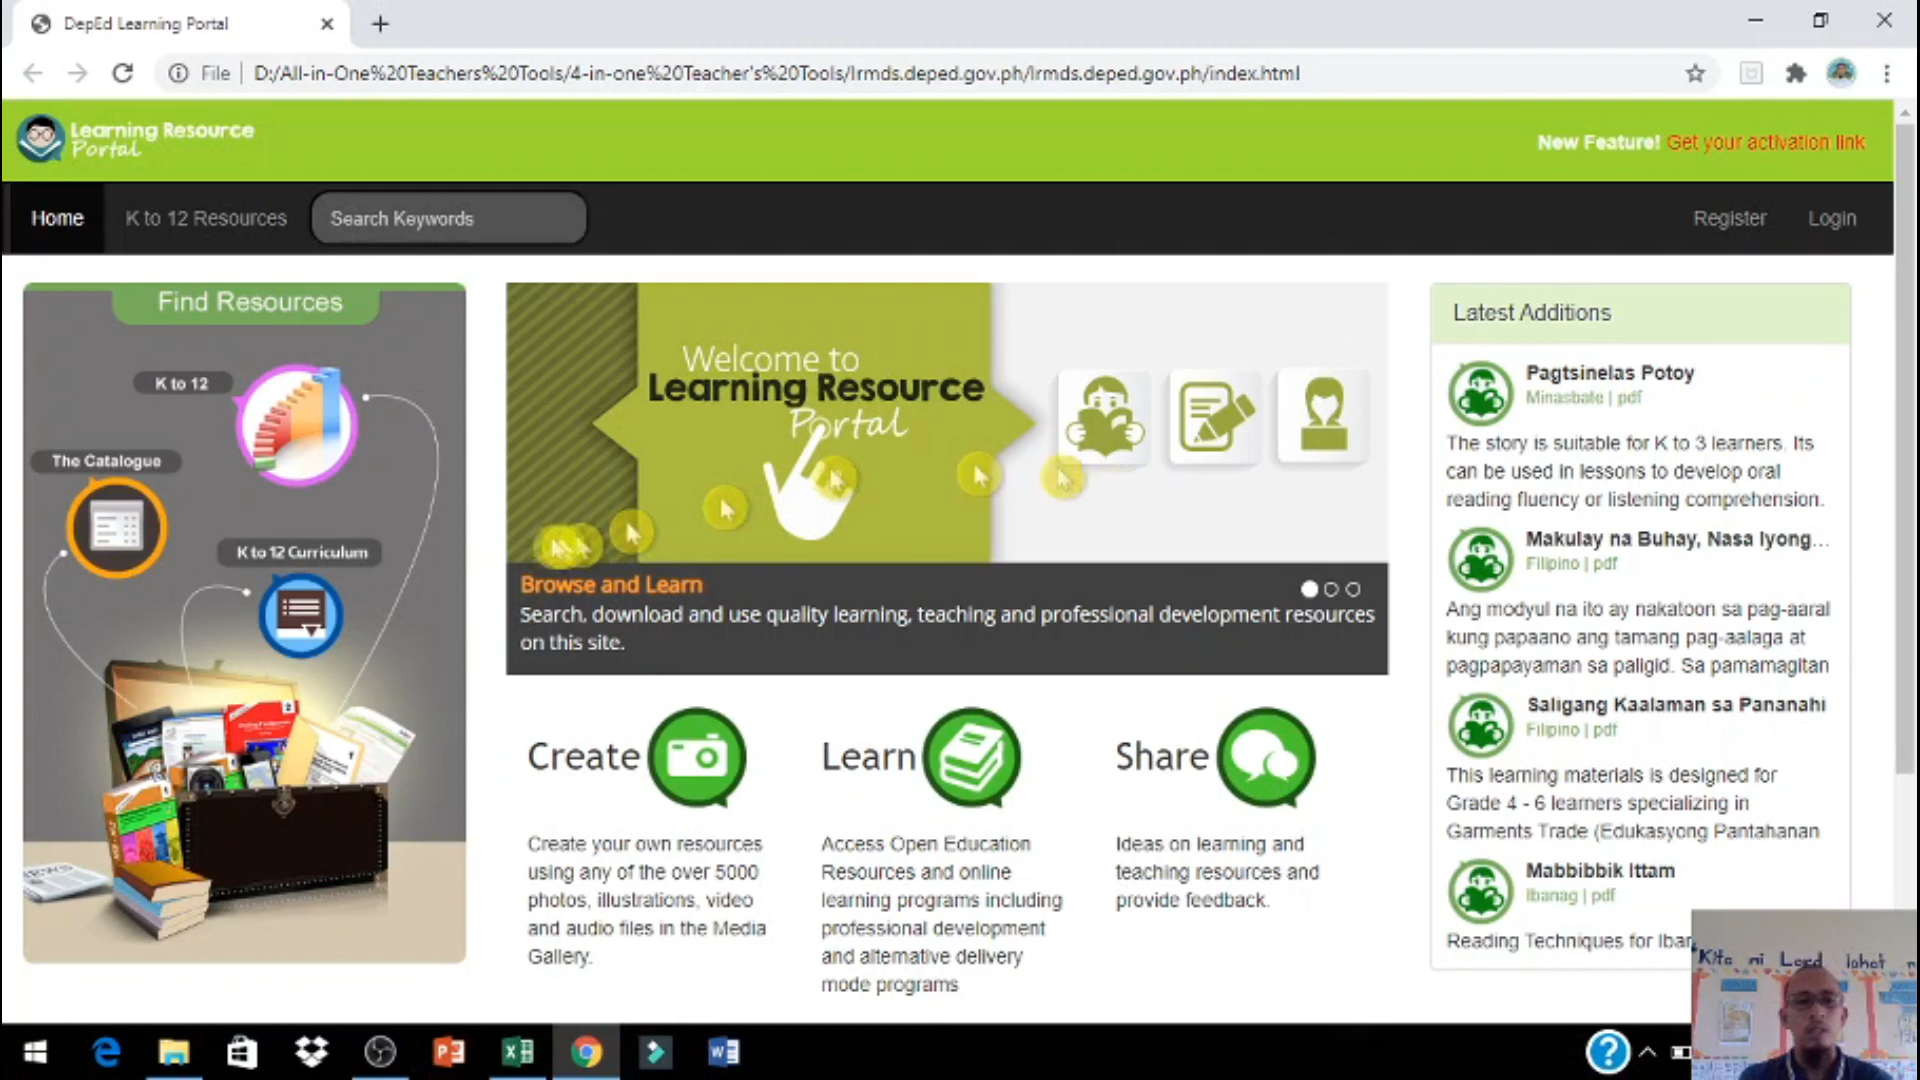 DepEd Learning Portal
File
D:/All-in-One%20Teachers%20Tools/4-in-one%20Teacher's%20Tools/lrmds.deped.gov.ph/lrmds.deped.gov.ph/index.html
Learning Resource
Portal
New Feature! Get your activation link
Home
K to 12 Resources
Search Keywords
Register
Login
Find Resources
K to 12
The Catalogue
K to 12 Curriculum
NEWS
Welcome to
Learning Resource
Portal
Browse and Learn
Search, download and use quality learning, teaching and professional development resources
on this site.
Create
Create your own resources
using any of the over 5000
photos, illustrations, video
and audio files in the Media
Gallery.
Learn
Access Open Education
Resources and online
learning programs including
professional development
and alternative delivery
mode programs
Share
Ideas on learning and
teaching resources and
provide feedback.
Latest Additions
Pagtsinelas Potoy
Minasbate | pdf
The story is suitable for K to 3 learners. Its
can be used in lessons to develop oral
reading fluency or listening comprehension.
Makulay na Buhay, Nasa Iyong...
Filipino | pdf
Ang modyul na ito ay nakatoon sa pag-aaral
kung papaano ang tamang pag-aalaga at
pagpapayaman sa paligid. Sa pamamagitan
Saligang Kaalaman sa Pananahi
Filipino | pdf
This learning materials is designed for
Grade 4 - 6 learners specializing in
Garments Trade (Edukasyong Pantahanan
Mabbibbik Ittam
Ibanag | pdf
Reading Techniques for Iba
"Kita ni Lord lahat